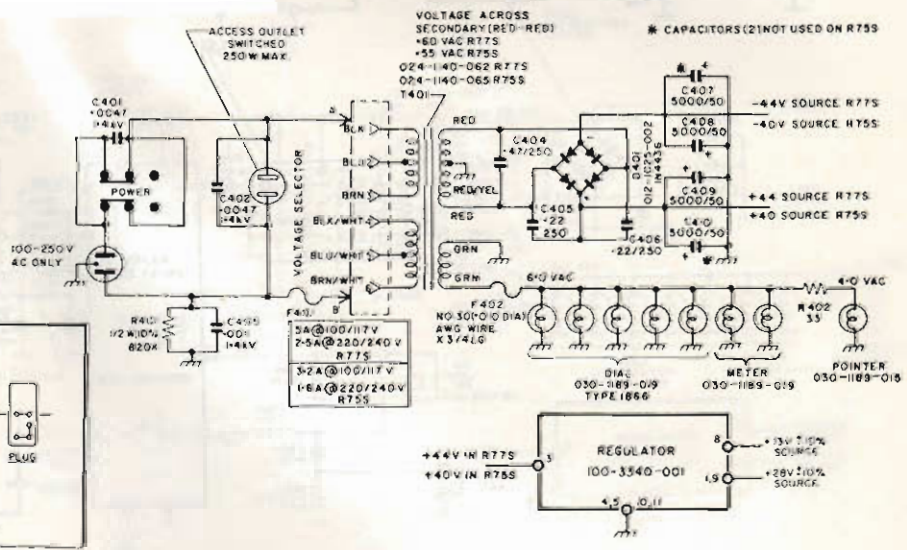 VOLTAGE ACROSS
SECONDARY (RED-RED)
•60 VAC R77S
•55 VAC R75S
024-1140-062 R77S
024-1140-065 R75S
T401
* CAPACITORS (2) NOT USED ON R75S
ACCESS OUTLET
SWITCHED
250 W MAX.
C401
•0047
1•4kV
POWER
100-250V
AC ONLY
C402
•0047
1•4kV
VOLTAGE SELECTOR
A
BLK
BLU
BRN
BLK/WHT
BLU/WHT
BRN/WHT
B
RED
RED/YEL
RED
GRN
GRN
C404
•47/250
C405
•22
250
C406
•22/250
D401
012-11025-002
1N4436
*
C407
5000/50
C408
5000/50
C409
5000/50
C410
5000/50
*
-44V SOURCE R77S
-40V SOURCE R75S
+44 SOURCE R77S
+40 SOURCE R75S
1/2W 10%
820K
1•4kV
F401
5A @ 100/117V
2•5A @ 220/240V
R77S
3•2A @ 100/117V
1•6A @ 220/240V
R75S
6•0 VAC
F402
NO•30 (•010 DIA)
AWG WIRE
X 3/4 LG
DIAL
030-1189-019
TYPE 1866
METER
030-1189-019
R402
33
4•0 VAC
POINTER
030-1189-015
PLUG
+44V IN R77S
+40V IN R75S
3
REGULATOR
100-3540-001
8
+13V ±10%
SOURCE
1,9
+28V ±10%
SOURCE
4,5
10,11